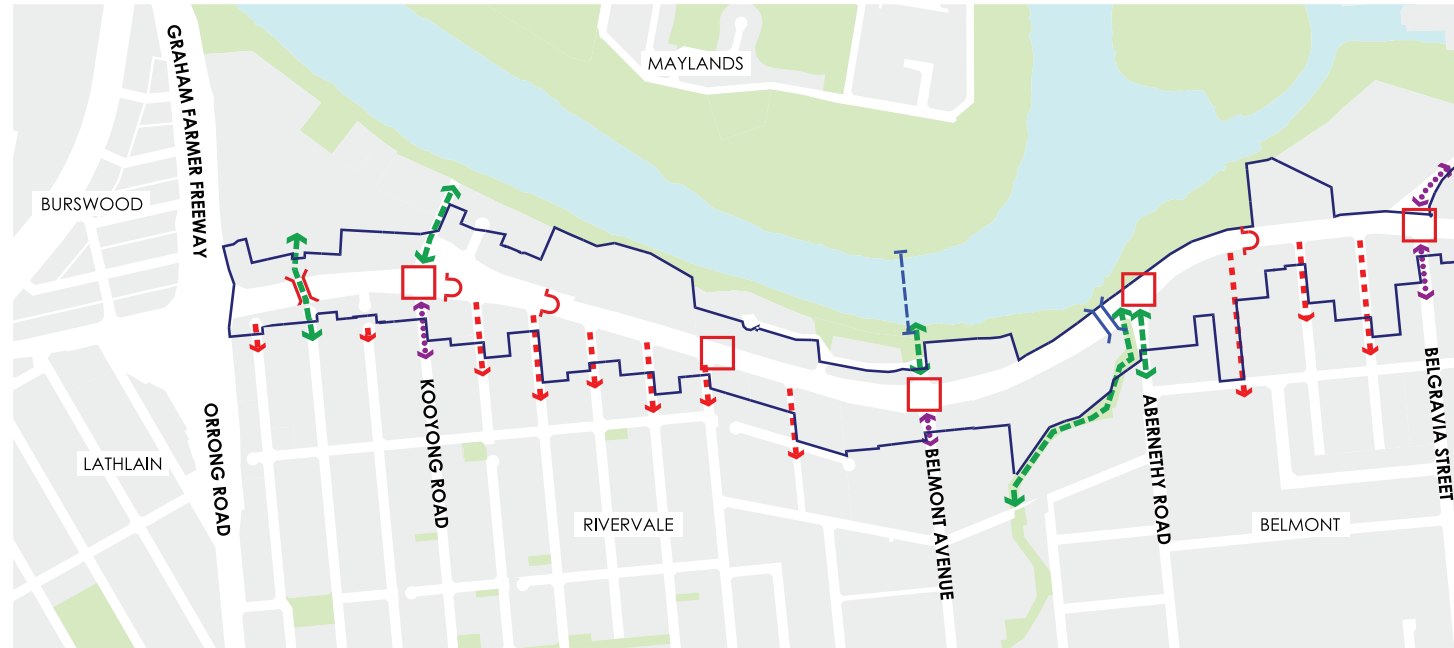 MAYLANDS
GRAHAM FARMER FREEWAY
BURSWOOD
LATHLAIN
ORRONG ROAD
KOOYONG ROAD
RIVERVALE
BELMONT AVENUE
ABERNETHY ROAD
BELMONT
BELGRAVIA STREET